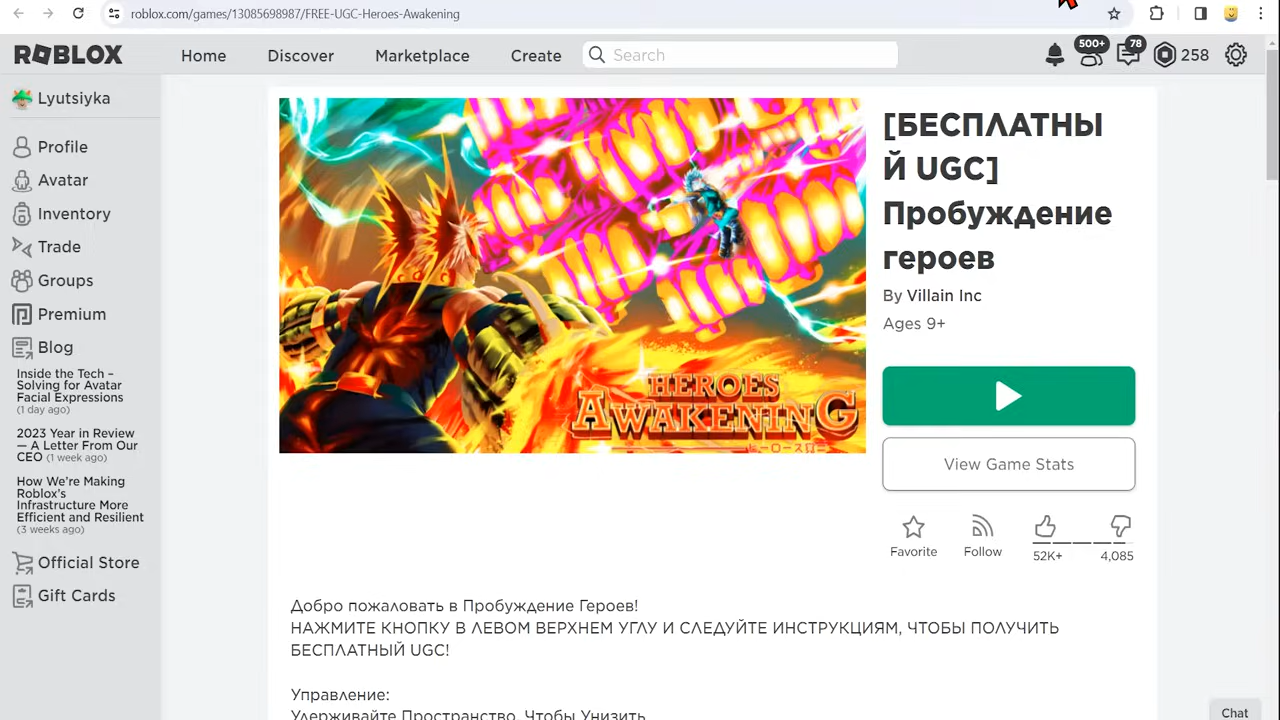 roblox.com/games/13085698987/FREE-UGC-Heroes-Awakening
ROBLOX
Home
Discover
Marketplace
Create
Search
500+
78
258
Lyutsiyka
Profile
Avatar
Inventory
Trade
Groups
Premium
Blog
Inside the Tech –
Solving for Avatar
Facial Expressions
(1 day ago)
2023 Year in Review
– A Letter From Our
CEO (1 week ago)
How We're Making
Roblox's
Infrastructure More
Efficient and Resilient
(3 weeks ago)
Official Store
Gift Cards
HEROES
AWAKENING
[БЕСПЛАТНЫ
Й UGC]
Пробуждение
героев
By Villain Inc
Ages 9+
View Game Stats
Favorite
Follow
52K+
4,085
Добро пожаловать в Пробуждение Героев!
НАЖМИТЕ КНОПКУ В ЛЕВОМ ВЕРХНЕМ УГЛУ И СЛЕДУЙТЕ ИНСТРУКЦИЯМ, ЧТОБЫ ПОЛУЧИТЬ
БЕСПЛАТНЫЙ UGC!
Управление:
Удерживайте Пространство, Чтобы Унизить
Chat